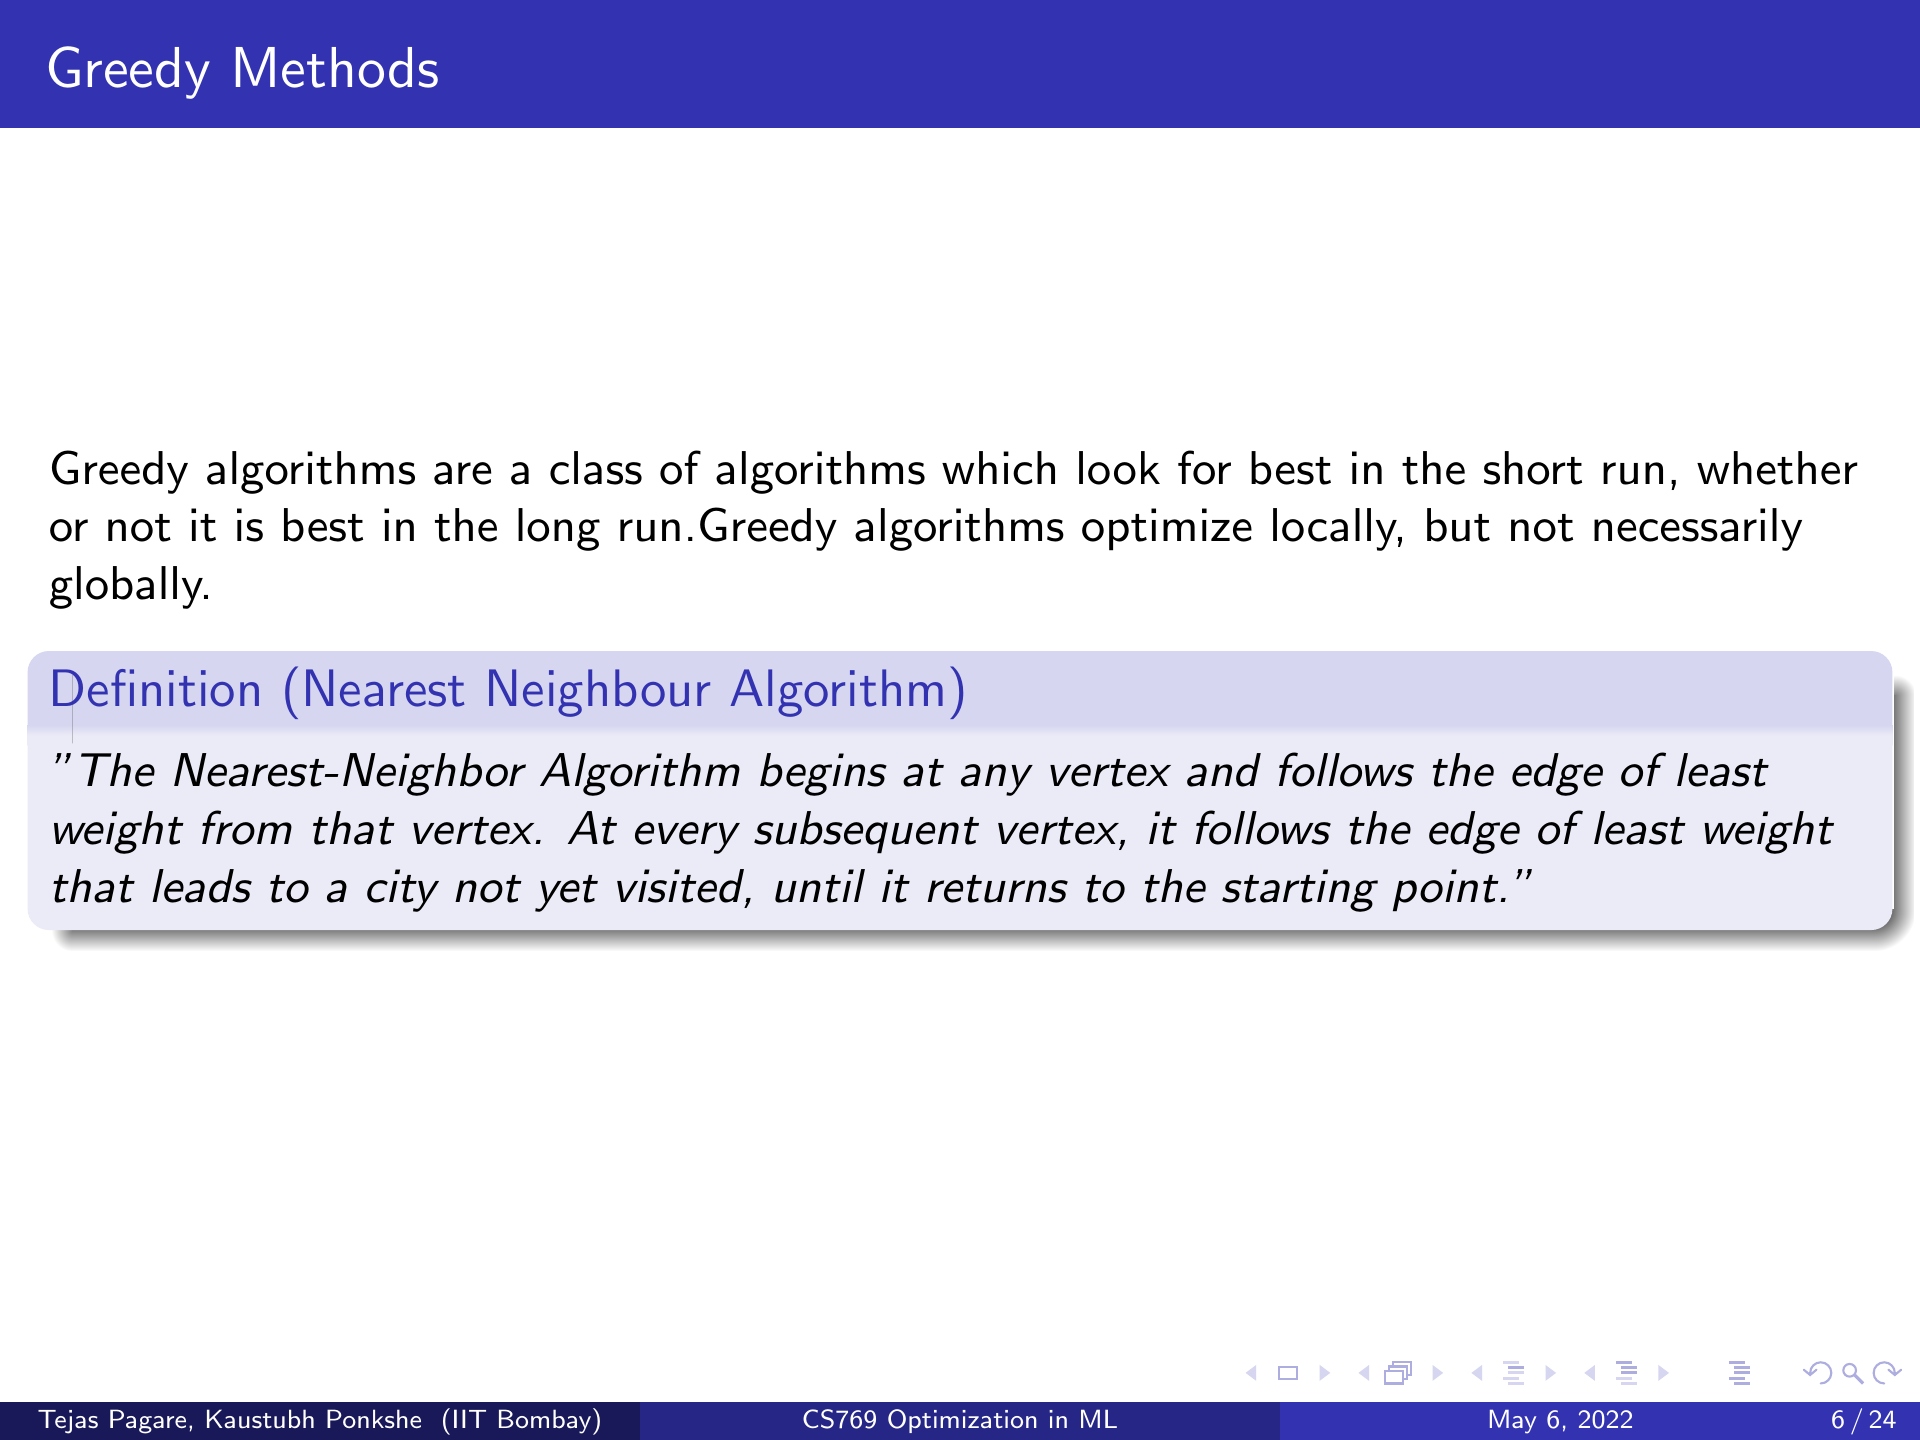 Greedy Methods
Greedy algorithms are a class of algorithms which look for best in the short run, whether
or not it is best in the long run.Greedy algorithms optimize locally, but not necessarily
globally.
Definition (Nearest Neighbour Algorithm)
”The Nearest-Neighbor Algorithm begins at any vertex and follows the edge of least
weight from that vertex. At every subsequent vertex, it follows the edge of least weight
that leads to a city not yet visited, until it returns to the starting point.”
Tejas Pagare, Kaustubh Ponkshe (IIT Bombay) CS769 Optimization in ML May 6, 2022 6 / 24